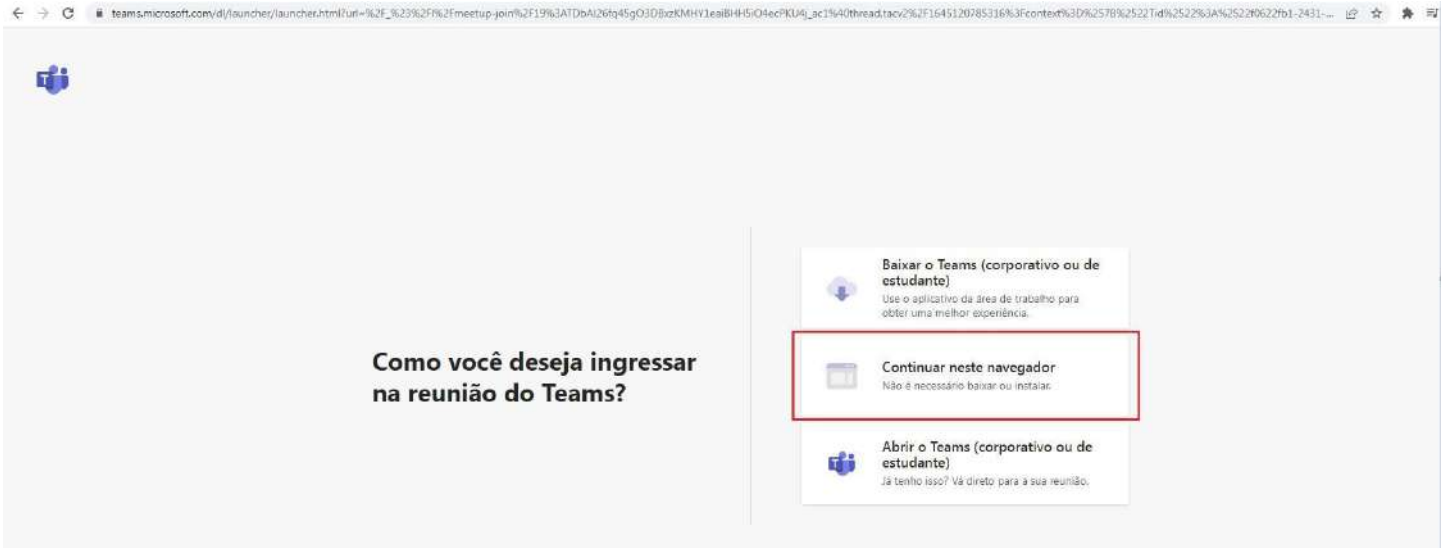 Como você deseja ingressar
na reunião do Teams?
Baixar o Teams (corporativo ou de
estudante)
Use o aplicativo da área de trabalho para
obter uma melhor experiência.
Continuar neste navegador
Não é necessário baixar ou instalar.
Abrir o Teams (corporativo ou de
estudante)
Já tenho isso? Vá direto para a sua reunião.